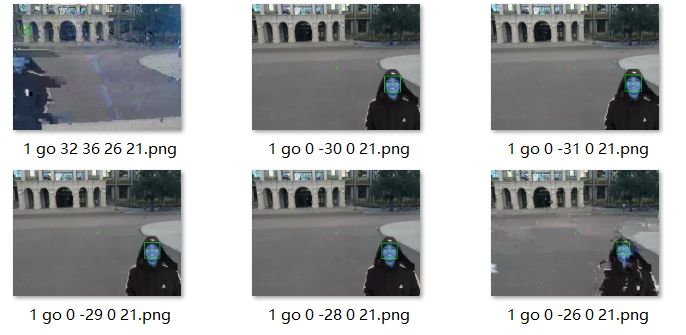 1 go 32 36 26 21.png
1 go 0 -30 0 21.png
1 go 0 -31 0 21.png
1 go 0 -29 0 21.png
1 go 0 -28 0 21.png
1 go 0 -26 0 21.png